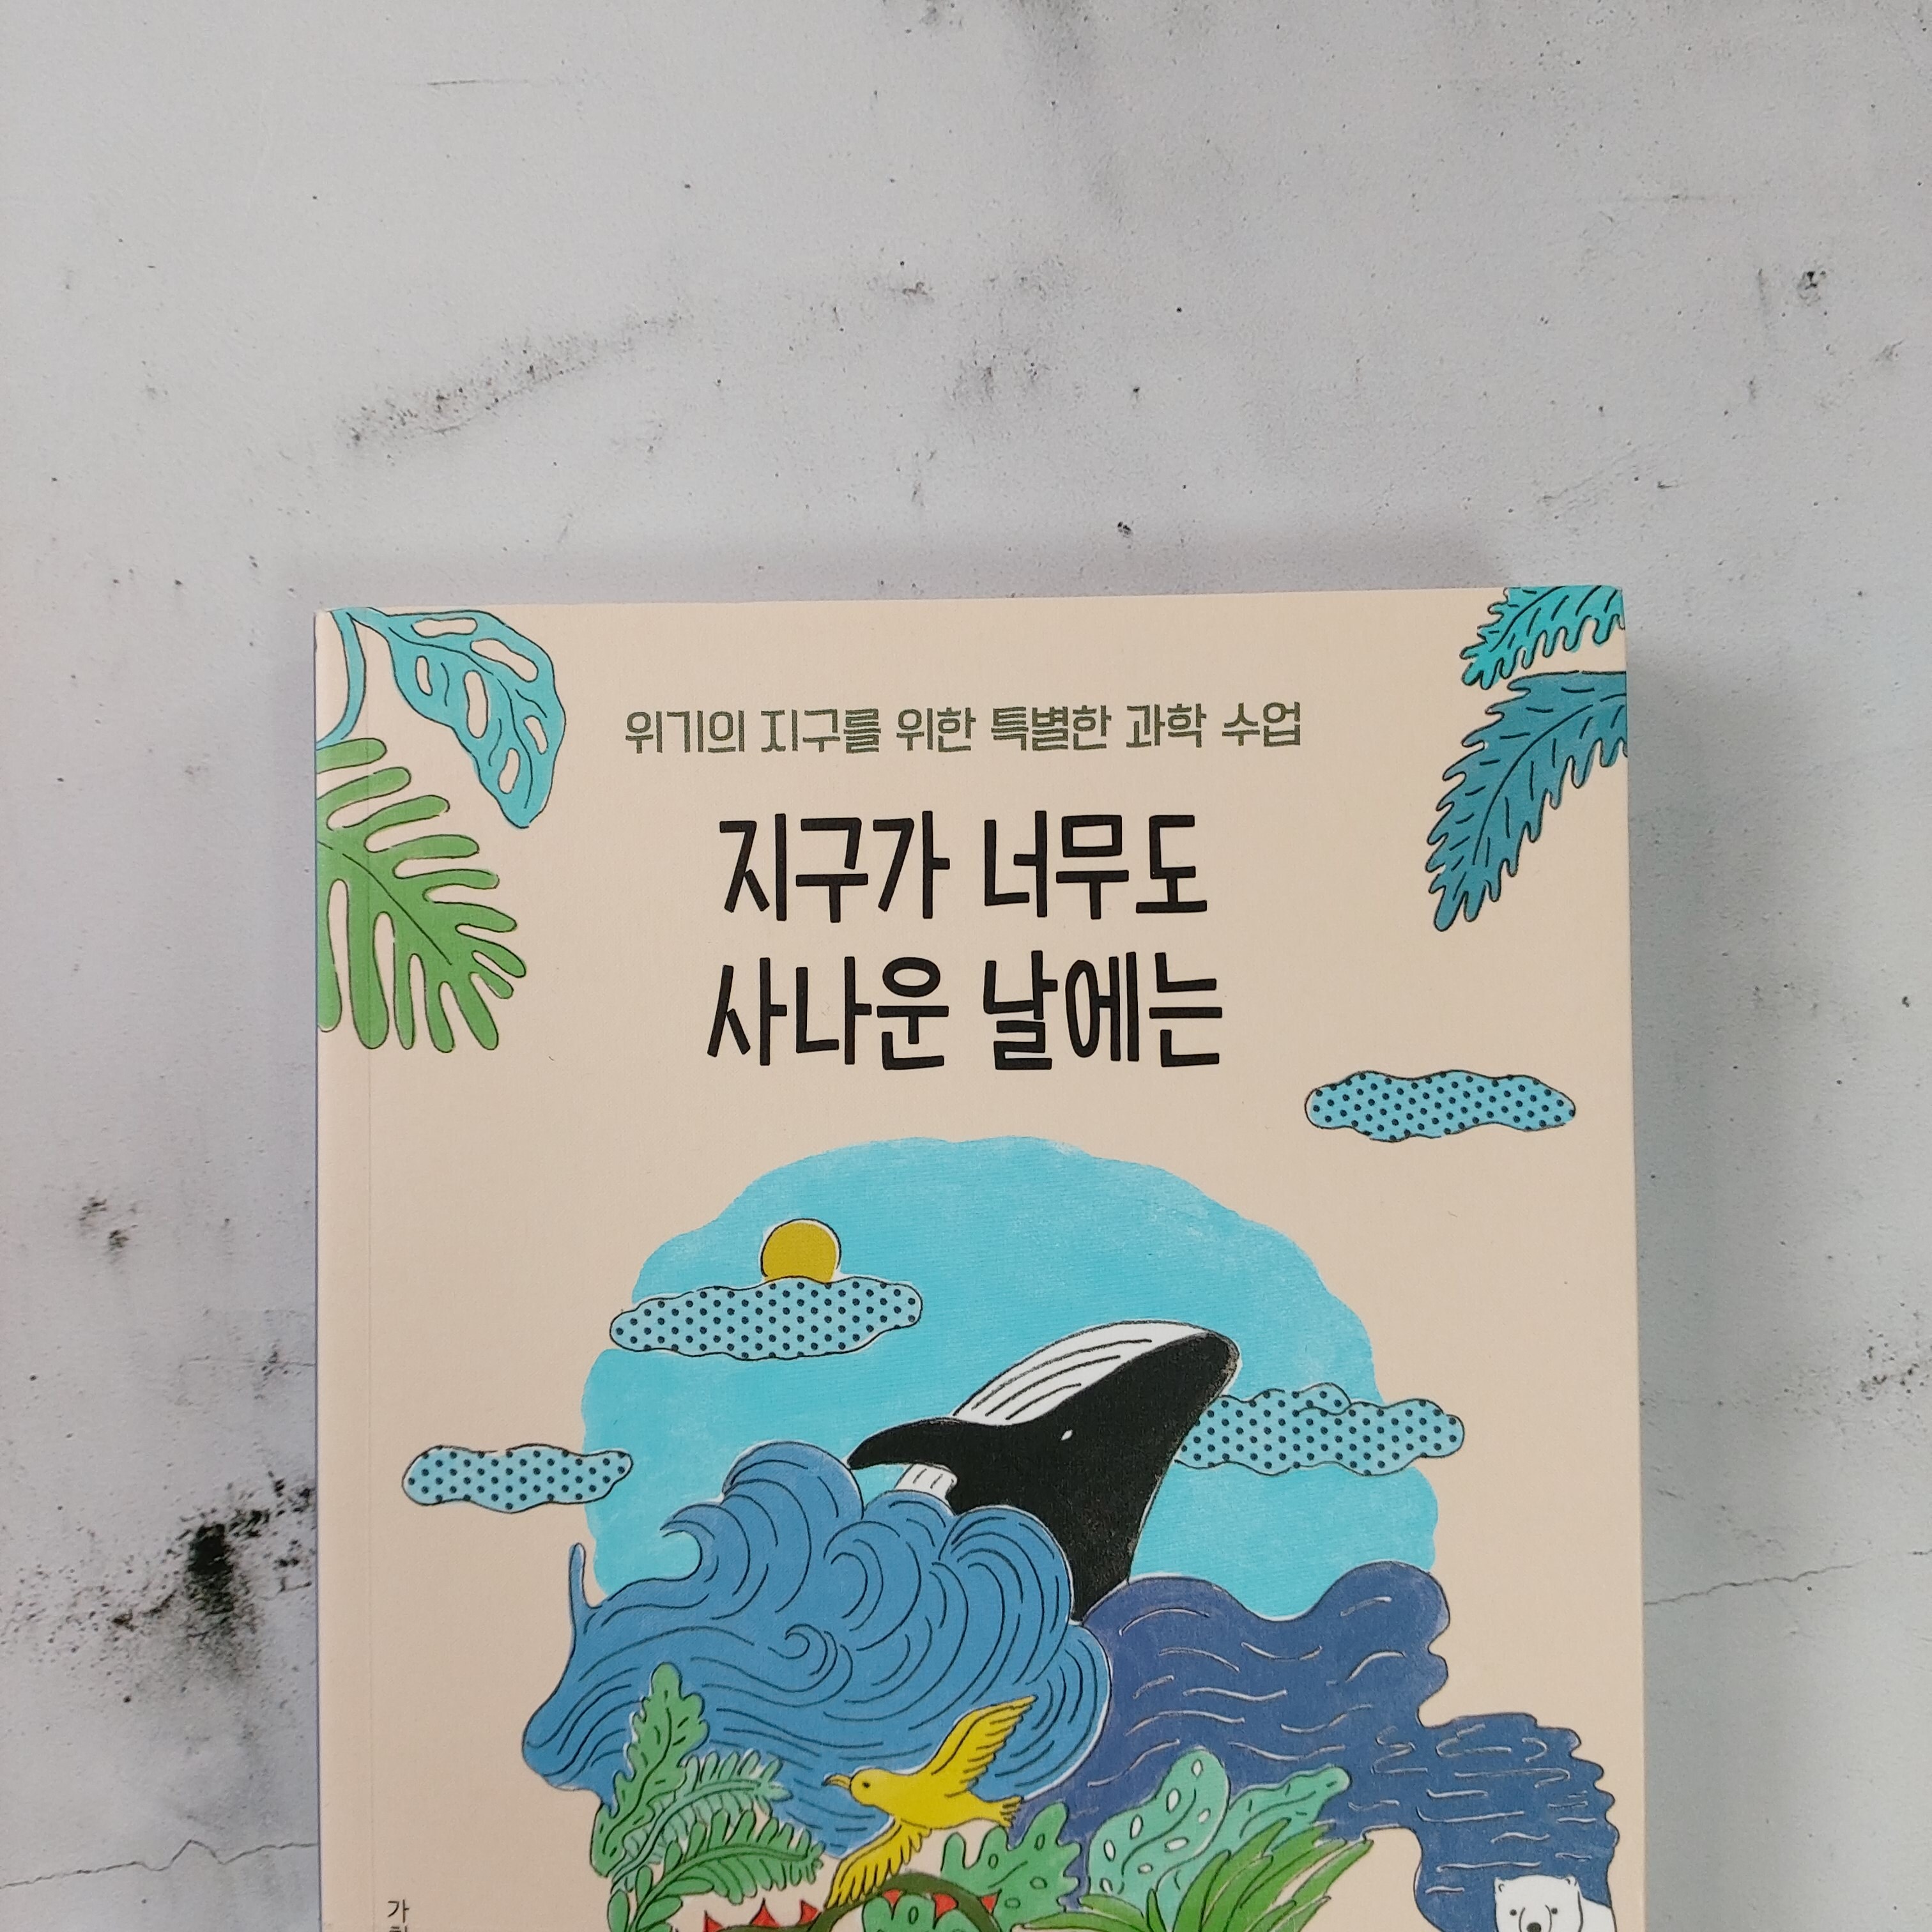 위기의 지구를 위한 특별한 과학 수업
지구가 너무도
사나운 날에는
가